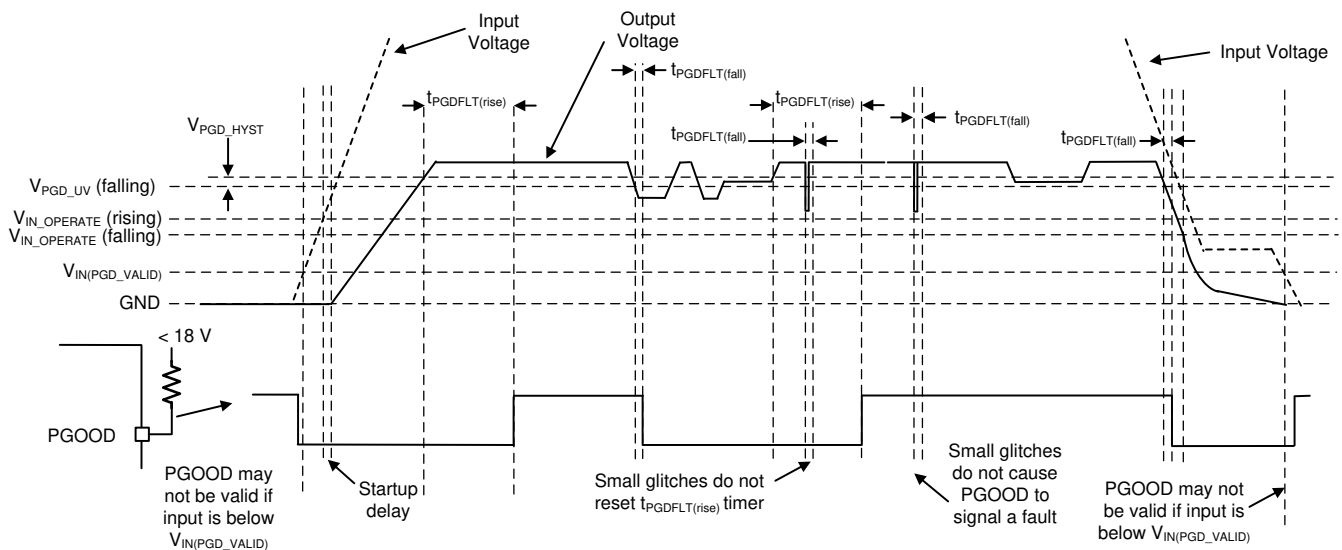 Input
Voltage
Output
Voltage
Input Voltage
tPGDFLT(fall)
tPGDFLT(rise)
tPGDFLT(rise)
tPGDFLT(fall)
tPGDFLT(fall)
tPGDFLT(fall)
VPGD_HYST
VPGD_UV (falling)
VIN_OPERATE (rising)
VIN_OPERATE (falling)
VIN(PGD_VALID)
GND
< 18 V
PGOOD
PGOOD may
not be valid if
input is below
VIN(PGD_VALID)
Startup
delay
Small glitches do not
reset tPGDFLT(rise) timer
Small glitches
do not cause
PGOOD to
signal a fault
PGOOD may not
be valid if input is
below VIN(PGD_VALID)